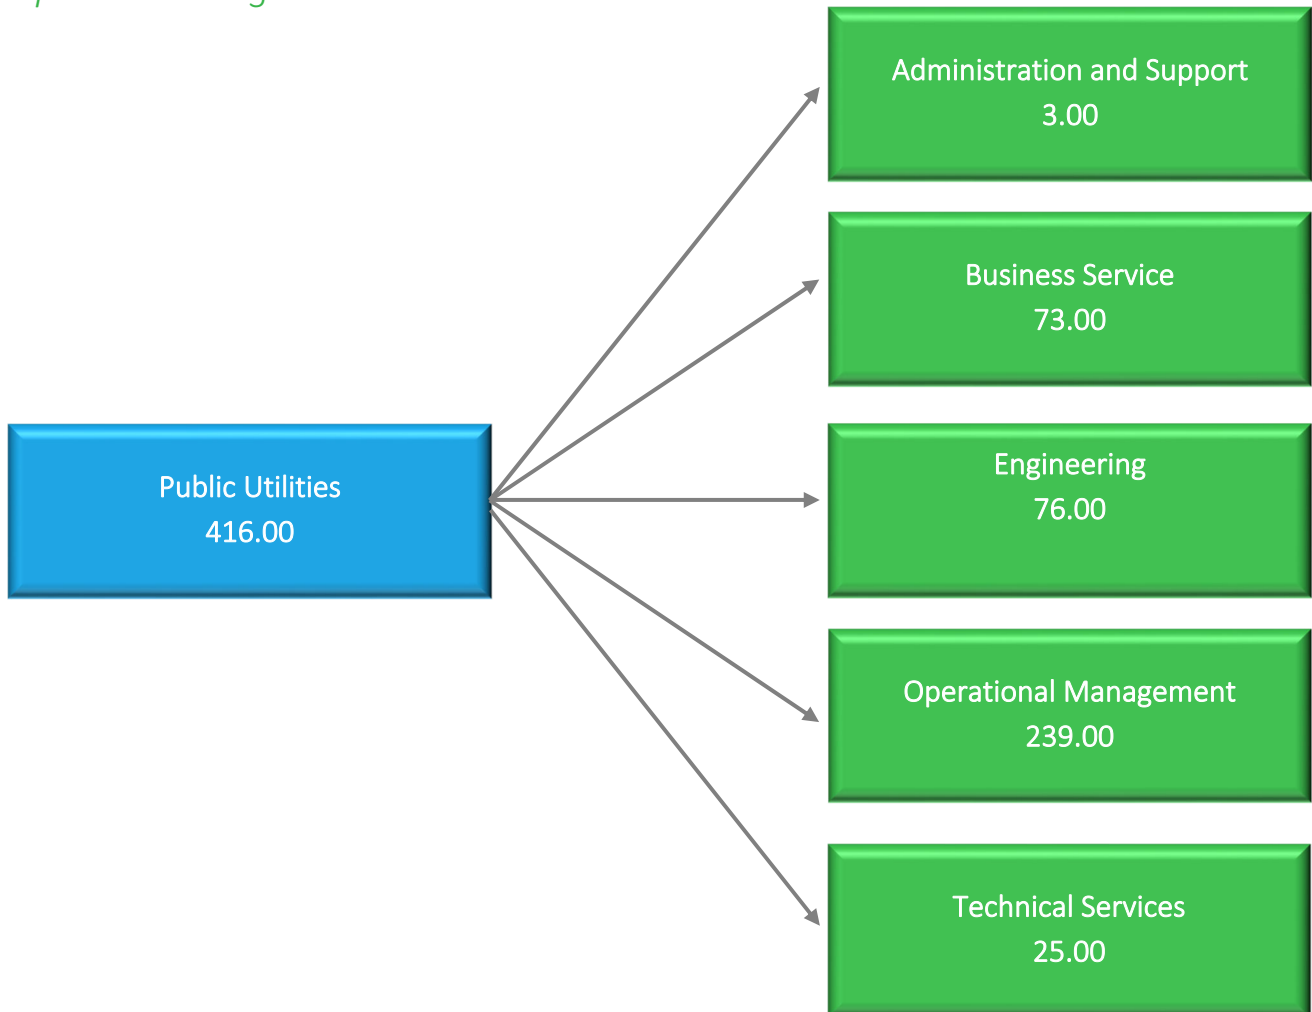 Public Utilities
416.00
Administration and Support
3.00
Business Service
73.00
Engineering
76.00
Operational Management
239.00
Technical Services
25.00